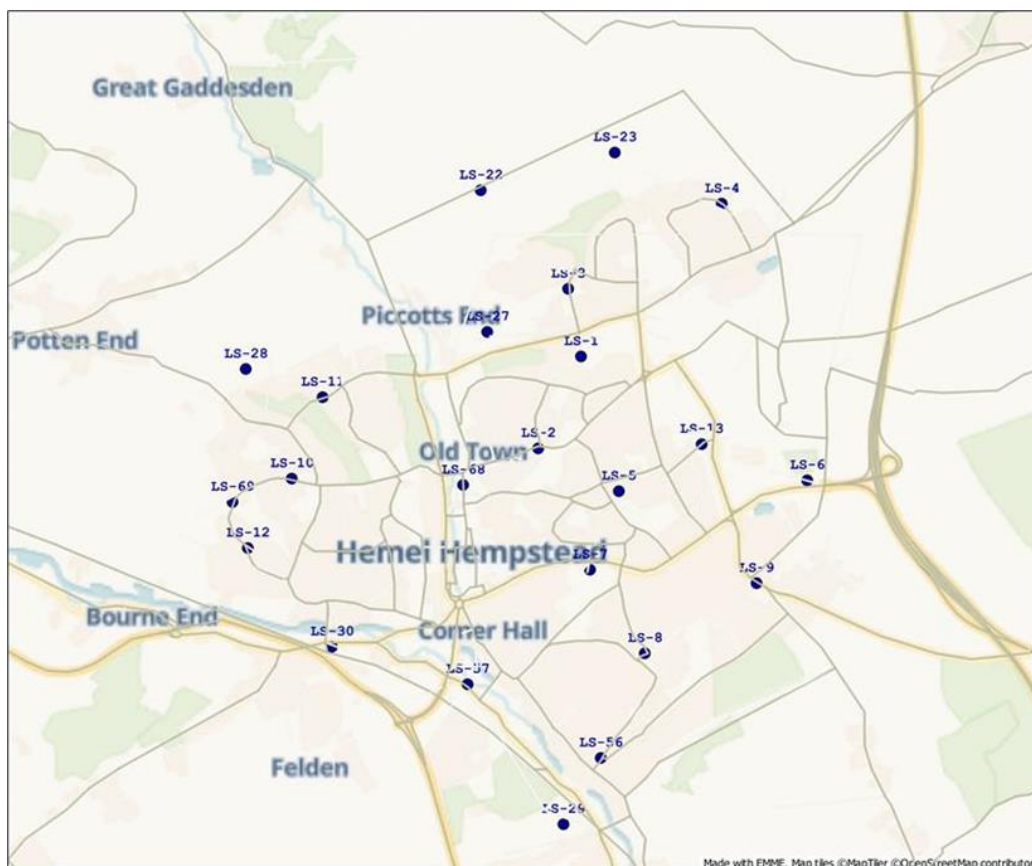 Great Gaddesden
LS-23
LS-22
LS-4
LS-3
Piccotts End
LS-27
Potten End
LS-1
LS-28
LS-11
LS-2
LS-13
Old Town
LS-68
LS-10
LS-5
LS-6
LS-69
LS-12
Hemel Hempstead
LS-7
LS-9
Bourne End
LS-30
Corner Hall
LS-8
LS-57
LS-56
Felden
LS-29
Made with EMME, Map tiles ©MapTiler ©OpenStreetMap contributor